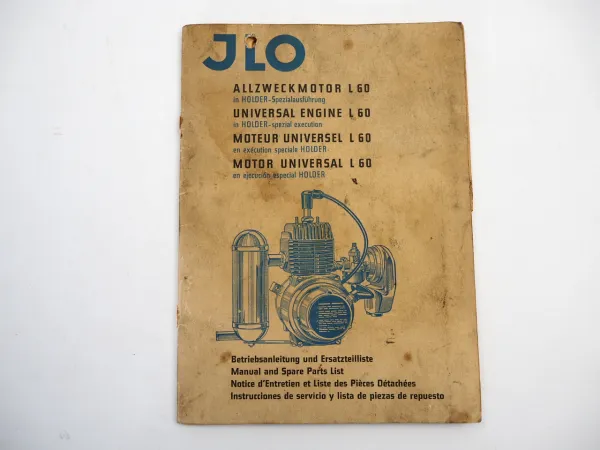 JLO
ALLZWECKMOTOR L 60
in HOLDER-Spezialausführung
UNIVERSAL ENGINE L 60
in HOLDER-spezial execution
MOTEUR UNIVERSEL L 60
en exécution speciale HOLDER
MOTOR UNIVERSAL L 60
en ejecución especial HOLDER
Betriebsanleitung und Ersatzteilliste
Manual and Spare Parts List
Notice d'Entretien et Liste des Pièces Détachées
Instrucciones de servicio y lista de piezas de repuesto